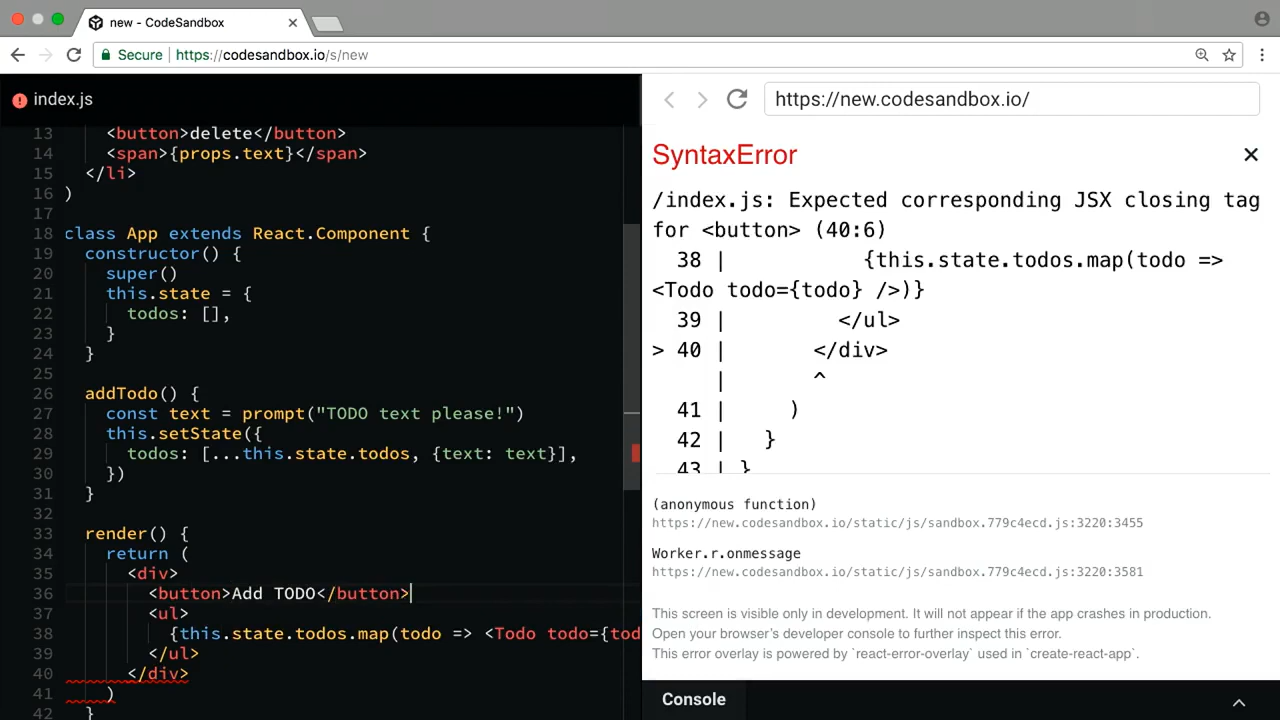 new - CodeSandbox
Secure | https://codesandbox.io/s/new
index.js
13 <button>delete</button>
14 <span>{props.text}</span>
15 </li>
16 )
17
18 class App extends React.Component {
19 constructor() {
20 super()
21 this.state = {
22 todos: [],
23 }
24 }
25
26 addTodo() {
27 const text = prompt("TODO text please!")
28 this.setState({
29 todos: [...this.state.todos, {text: text}],
30 })
31 }
32
33 render() {
34 return (
35 <div>
36 <button>Add TODO</button>
37 <ul>
38 {this.state.todos.map(todo => <Todo todo={tod
39 </ul>
40 </div>
41 )
42 }
https://new.codesandbox.io/
SyntaxError
/index.js: Expected corresponding JSX closing tag
for <button> (40:6)
38 | {this.state.todos.map(todo =>
<Todo todo={todo} />)}
39 | </ul>
> 40 | </div>
| ^
41 | )
42 | }
43 | }
(anonymous function)
https://new.codesandbox.io/static/js/sandbox.779c4ecd.js:3220:3455
Worker.r.onmessage
https://new.codesandbox.io/static/js/sandbox.779c4ecd.js:3220:3581
This screen is visible only in development. It will not appear if the app crashes in production.
Open your browser's developer console to further inspect this error.
This error overlay is powered by `react-error-overlay` used in `create-react-app`.
Console